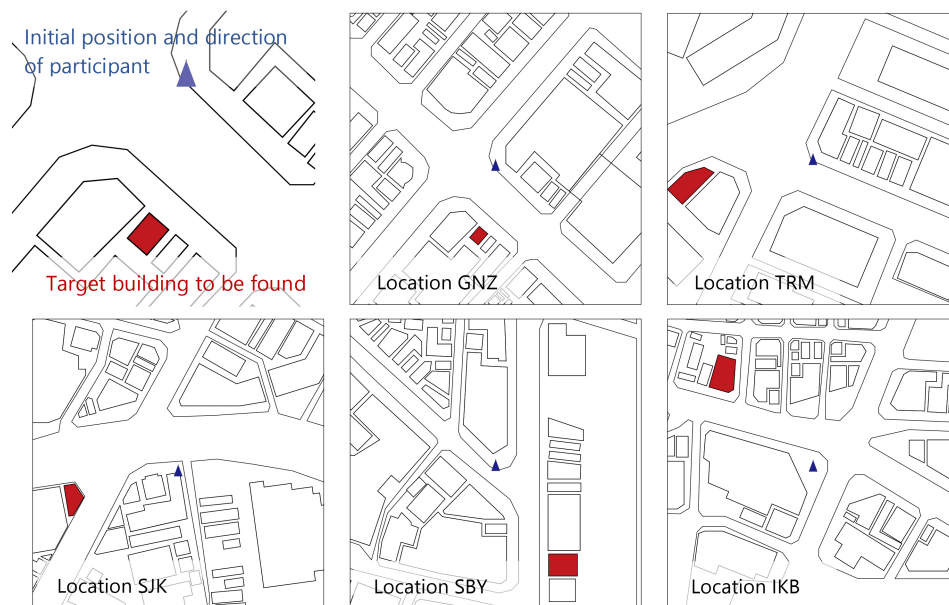 Initial position and direction
of participant
Target building to be found
Location GNZ
Location TRM
Location SJK
Location SBY
Location IKB